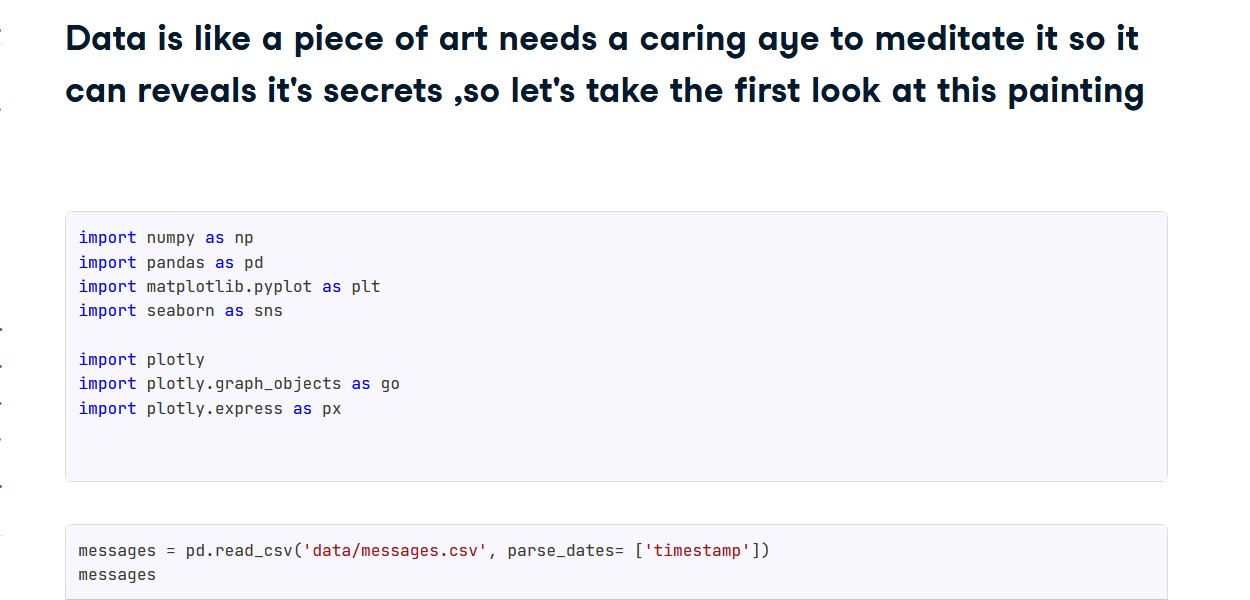 Data is like a piece of art needs a caring aye to meditate it so it
can reveals it's secrets ,so let's take the first look at this painting
import numpy as np
import pandas as pd
import matplotlib.pyplot as plt
import seaborn as sns
import plotly
import plotly.graph_objects as go
import plotly.express as px
messages = pd.read_csv('data/messages.csv', parse_dates= ['timestamp'])
messages